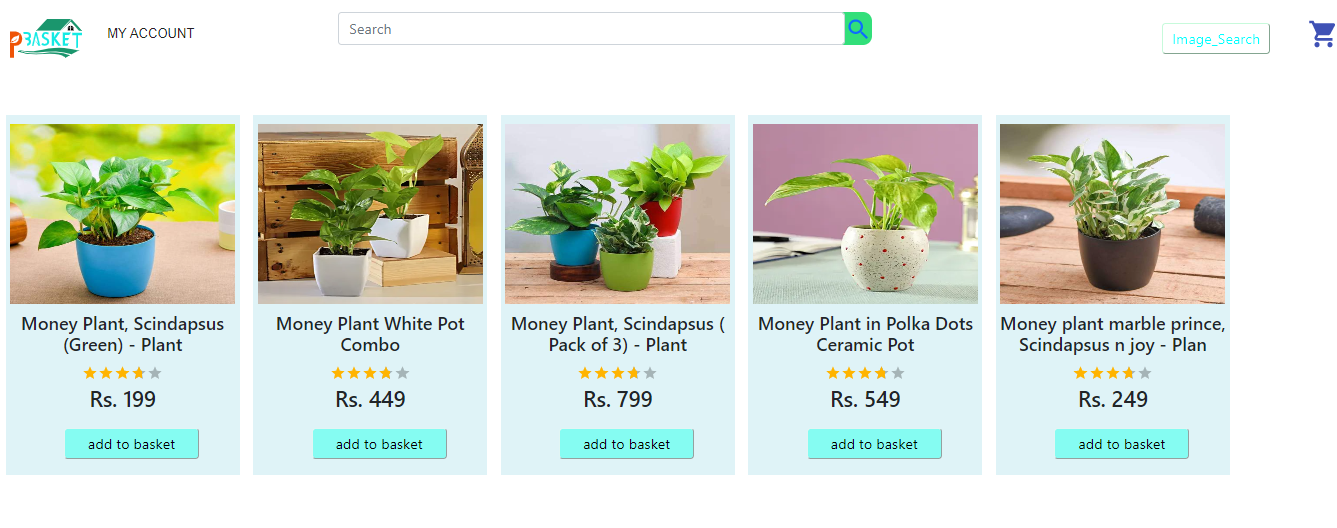 PBASKET
MY ACCOUNT
Search
Image_Search
Money Plant, Scindapsus
(Green) - Plant
Rs. 199
add to basket
Money Plant White Pot
Combo
Rs. 449
add to basket
Money Plant, Scindapsus (
Pack of 3) - Plant
Rs. 799
add to basket
Money Plant in Polka Dots
Ceramic Pot
Rs. 549
add to basket
Money plant marble prince,
Scindapsus n joy - Plan
Rs. 249
add to basket